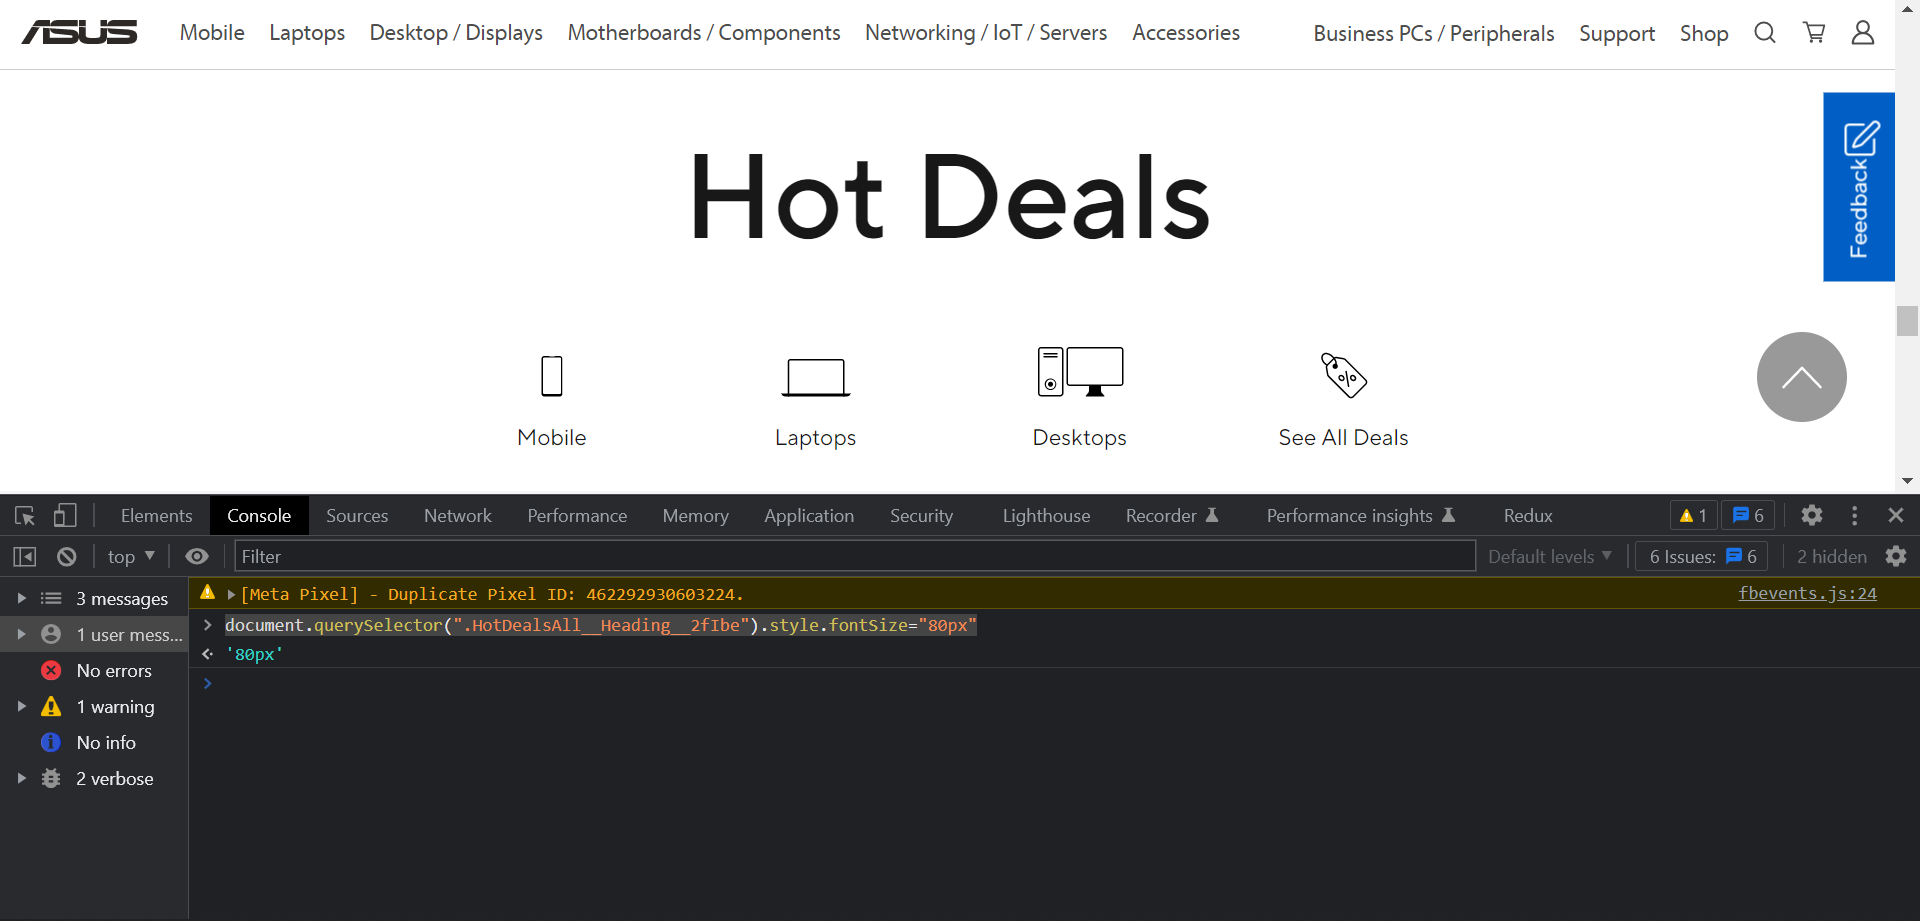 ASUS Mobile Laptops Desktop / Displays Motherboards / Components Networking / IoT / Servers Accessories Business PCs / Peripherals Support Shop
Feedback
Hot Deals
Mobile Laptops Desktops See All Deals
Elements Console Sources Network Performance Memory Application Security Lighthouse Recorder Performance insights Redux 1 6
top Filter Default levels 6 Issues: 6 2 hidden
3 messages
1 user mess...
No errors
1 warning
No info
2 verbose
[Meta Pixel] - Duplicate Pixel ID: 462292930603224. fbevents.js:24
document.querySelector(".HotDealsAll__Heading__2fIbe").style.fontSize="80px"
'80px'